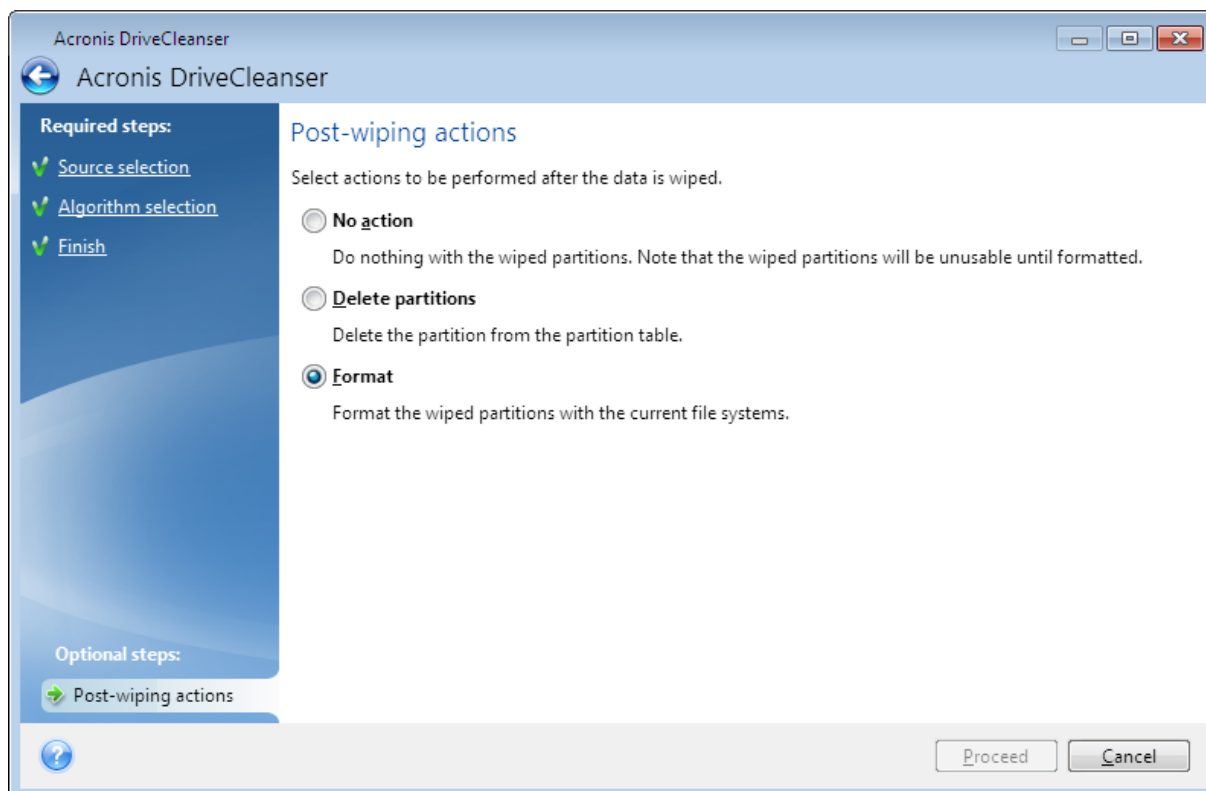 Acronis DriveCleanser
Acronis DriveCleanser
Required steps:
Source selection
Algorithm selection
Finish
Optional steps:
Post-wiping actions
Post-wiping actions
Select actions to be performed after the data is wiped.
No action
Do nothing with the wiped partitions. Note that the wiped partitions will be unusable until formatted.
Delete partitions
Delete the partition from the partition table.
Format
Format the wiped partitions with the current file systems.
?
Proceed
Cancel